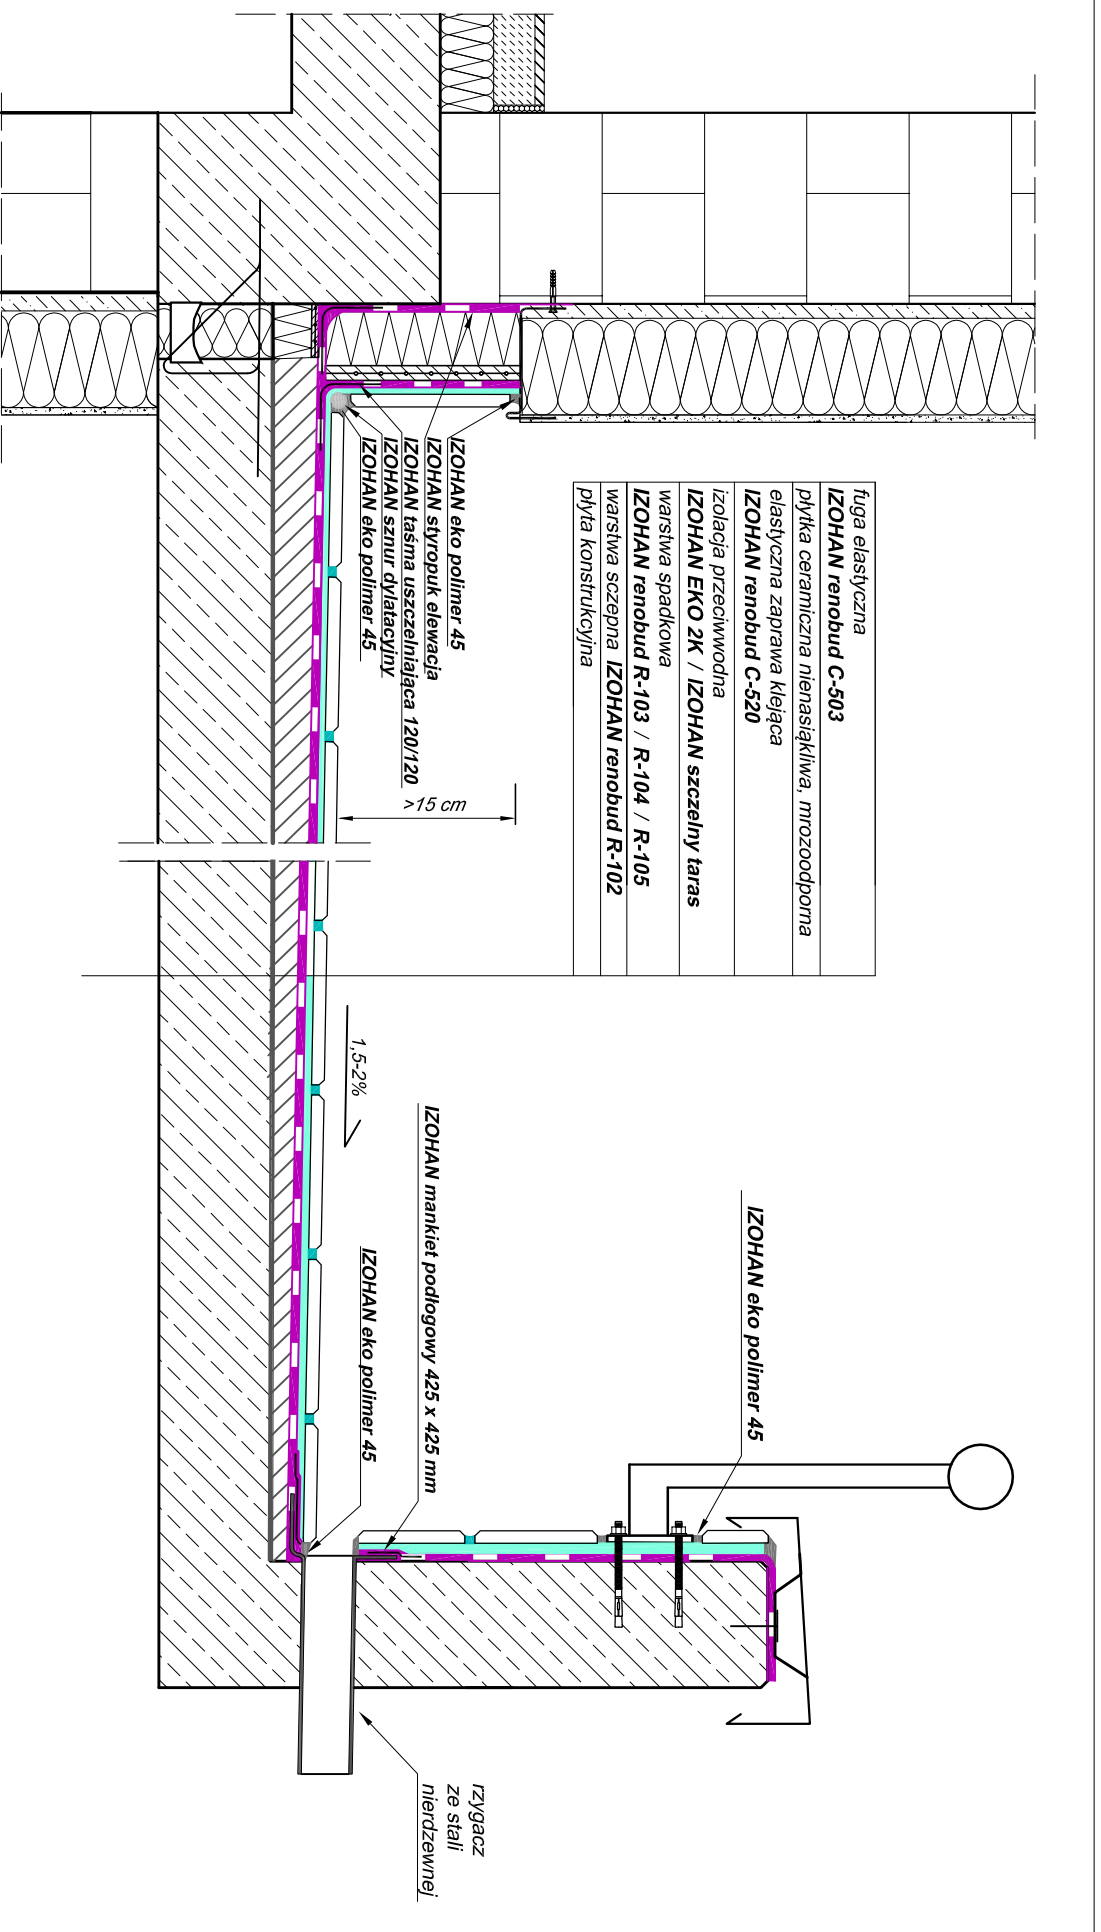 fuga elastyczna
IZOHAN renobud C-503
płytka ceramiczna nienasiąkliwa, mrozoodporna
elastyczna zaprawa klejąca
IZOHAN renobud C-520
izolacja przeciwwodna
IZOHAN EKO 2K / IZOHAN szczelny taras
warstwa spadkowa
IZOHAN renobud R-103 / R-104 / R-105
warstwa sczepna IZOHAN renobud R-102
płyta konstrukcyjna
IZOHAN eko polimer 45
IZOHAN styropuk elewacja
IZOHAN taśma uszczelniająca 120/120
IZOHAN sznur dylatacyjny
IZOHAN eko polimer 45
>15 cm
1,5-2%
IZOHAN eko polimer 45
IZOHAN mankiet podłogowy 425 x 425 mm
IZOHAN eko polimer 45
rzygacz
ze stali
nierdzewnej